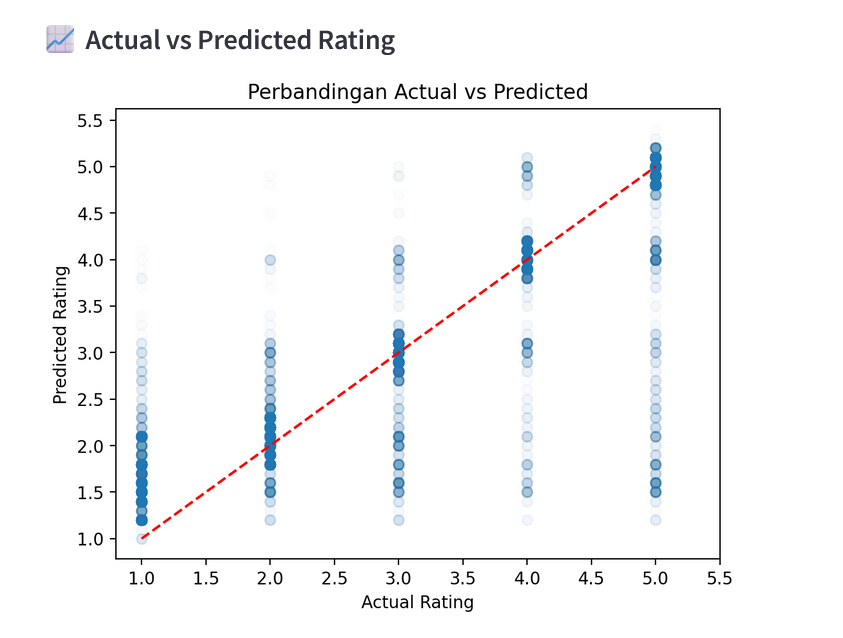 Actual vs Predicted Rating
Perbandingan Actual vs Predicted
5.5
5.0
4.5
4.0
3.5
3.0
2.5
2.0
1.5
1.0
Predicted Rating
1.0 1.5 2.0 2.5 3.0 3.5 4.0 4.5 5.0 5.5
Actual Rating